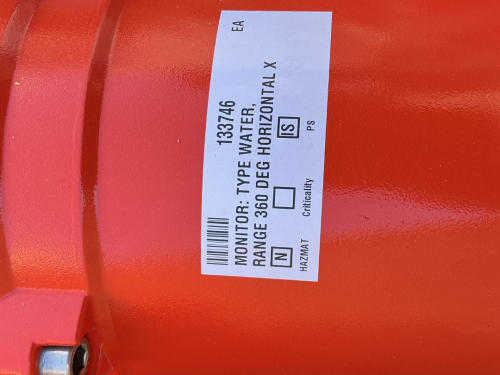 133746 EA
MONITOR: TYPE WATER,
RANGE 360 DEG HORIZONTAL X
N IS
HAZMAT Criticality PS